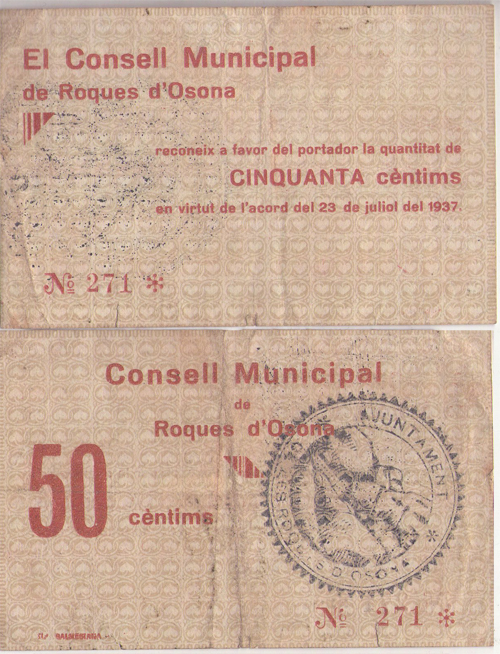 El Consell Municipal
de Roques d'Osona
reconeix a favor del portador la quantitat de
CINQUANTA cèntims
en virtut de l'acord del 23 de juliol del 1937.
№ 271 *
Consell Municipal
de
Roques d'Osona
50
cèntims
AJUNTAMENT * D'OSONA
№ 271 *